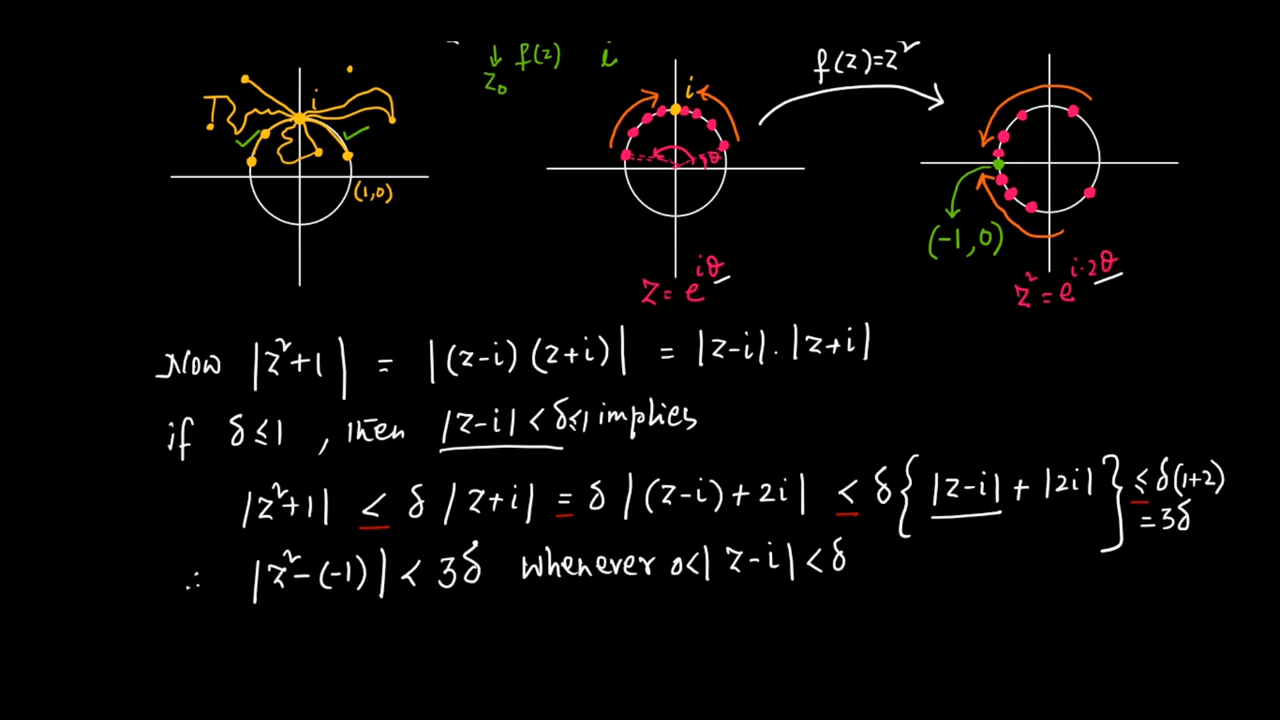 ↓ f(z) i
z₀
f(z)=z²
i
(1,0)
i
θ
(-1,0)
z = e^{iθ}
z² = e^{i·2θ}
Now |z²+1| = |(z-i)(z+i)| = |z-i|·|z+i|
if δ≤1, then |z-i| < δ≤1 implies
|z²+1| < δ|z+i| = δ|(z-i)+2i| < δ{|z-i|+|2i|} ≤ δ(1+2)
= 3δ
∴ |z²-(-1)| < 3δ whenever 0<|z-i|<δ